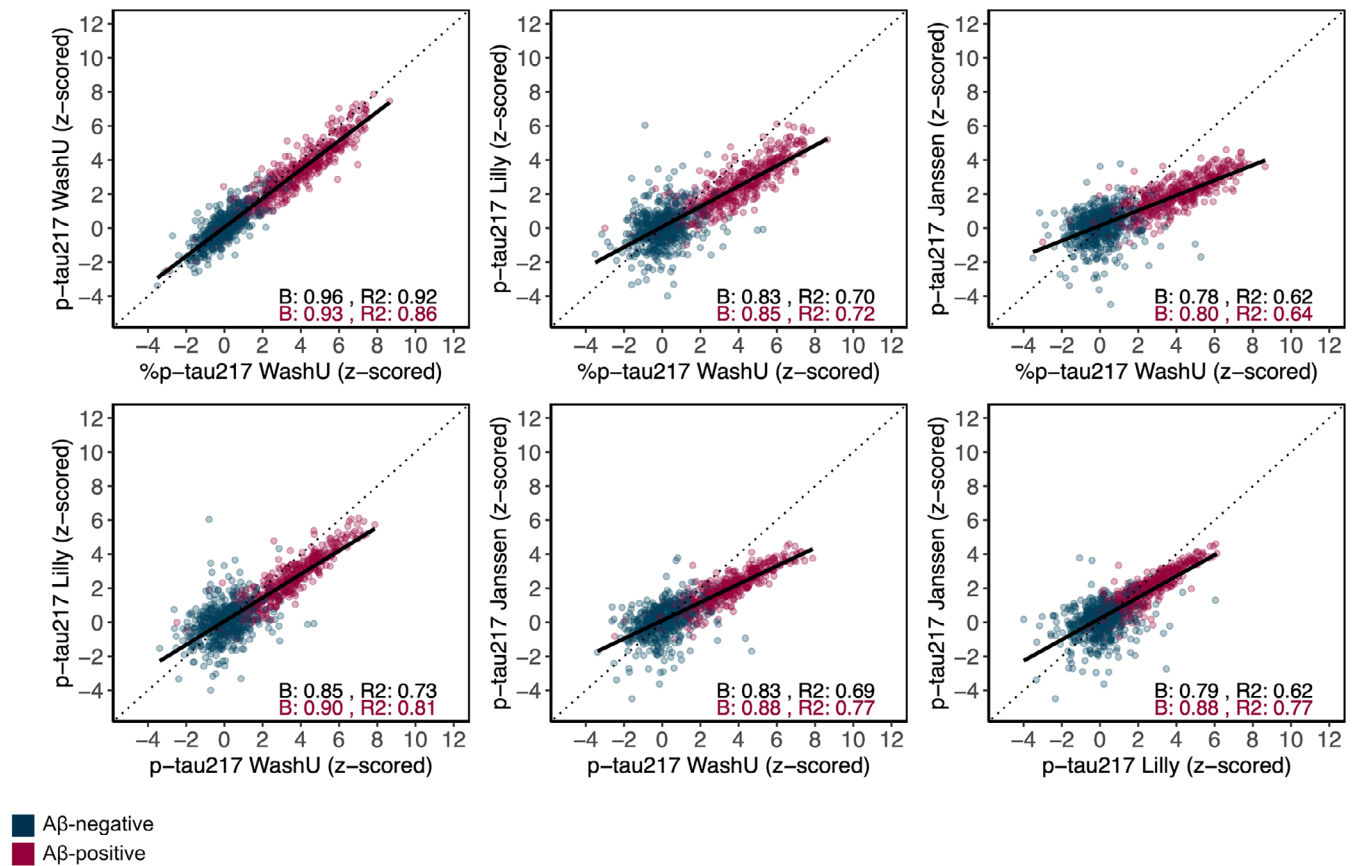 12
10
8
6
4
2
0
−2
−4
p−tau217 WashU (z−scored)
B: 0.96 , R2: 0.92
B: 0.93 , R2: 0.86
−4 −2 0 2 4 6 8 10 12
%p−tau217 WashU (z−scored)
12
10
8
6
4
2
0
−2
−4
p−tau217 Lilly (z−scored)
B: 0.83 , R2: 0.70
B: 0.85 , R2: 0.72
−4 −2 0 2 4 6 8 10 12
%p−tau217 WashU (z−scored)
12
10
8
6
4
2
0
−2
−4
p−tau217 Janssen (z−scored)
B: 0.78 , R2: 0.62
B: 0.80 , R2: 0.64
−4 −2 0 2 4 6 8 10 12
%p−tau217 WashU (z−scored)
12
10
8
6
4
2
0
−2
−4
p−tau217 Lilly (z−scored)
B: 0.85 , R2: 0.73
B: 0.90 , R2: 0.81
−4 −2 0 2 4 6 8 10 12
p−tau217 WashU (z−scored)
12
10
8
6
4
2
0
−2
−4
p−tau217 Janssen (z−scored)
B: 0.83 , R2: 0.69
B: 0.88 , R2: 0.77
−4 −2 0 2 4 6 8 10 12
p−tau217 WashU (z−scored)
12
10
8
6
4
2
0
−2
−4
p−tau217 Janssen (z−scored)
B: 0.79 , R2: 0.62
B: 0.88 , R2: 0.77
−4 −2 0 2 4 6 8 10 12
p−tau217 Lilly (z−scored)
Aβ-negative
Aβ-positive